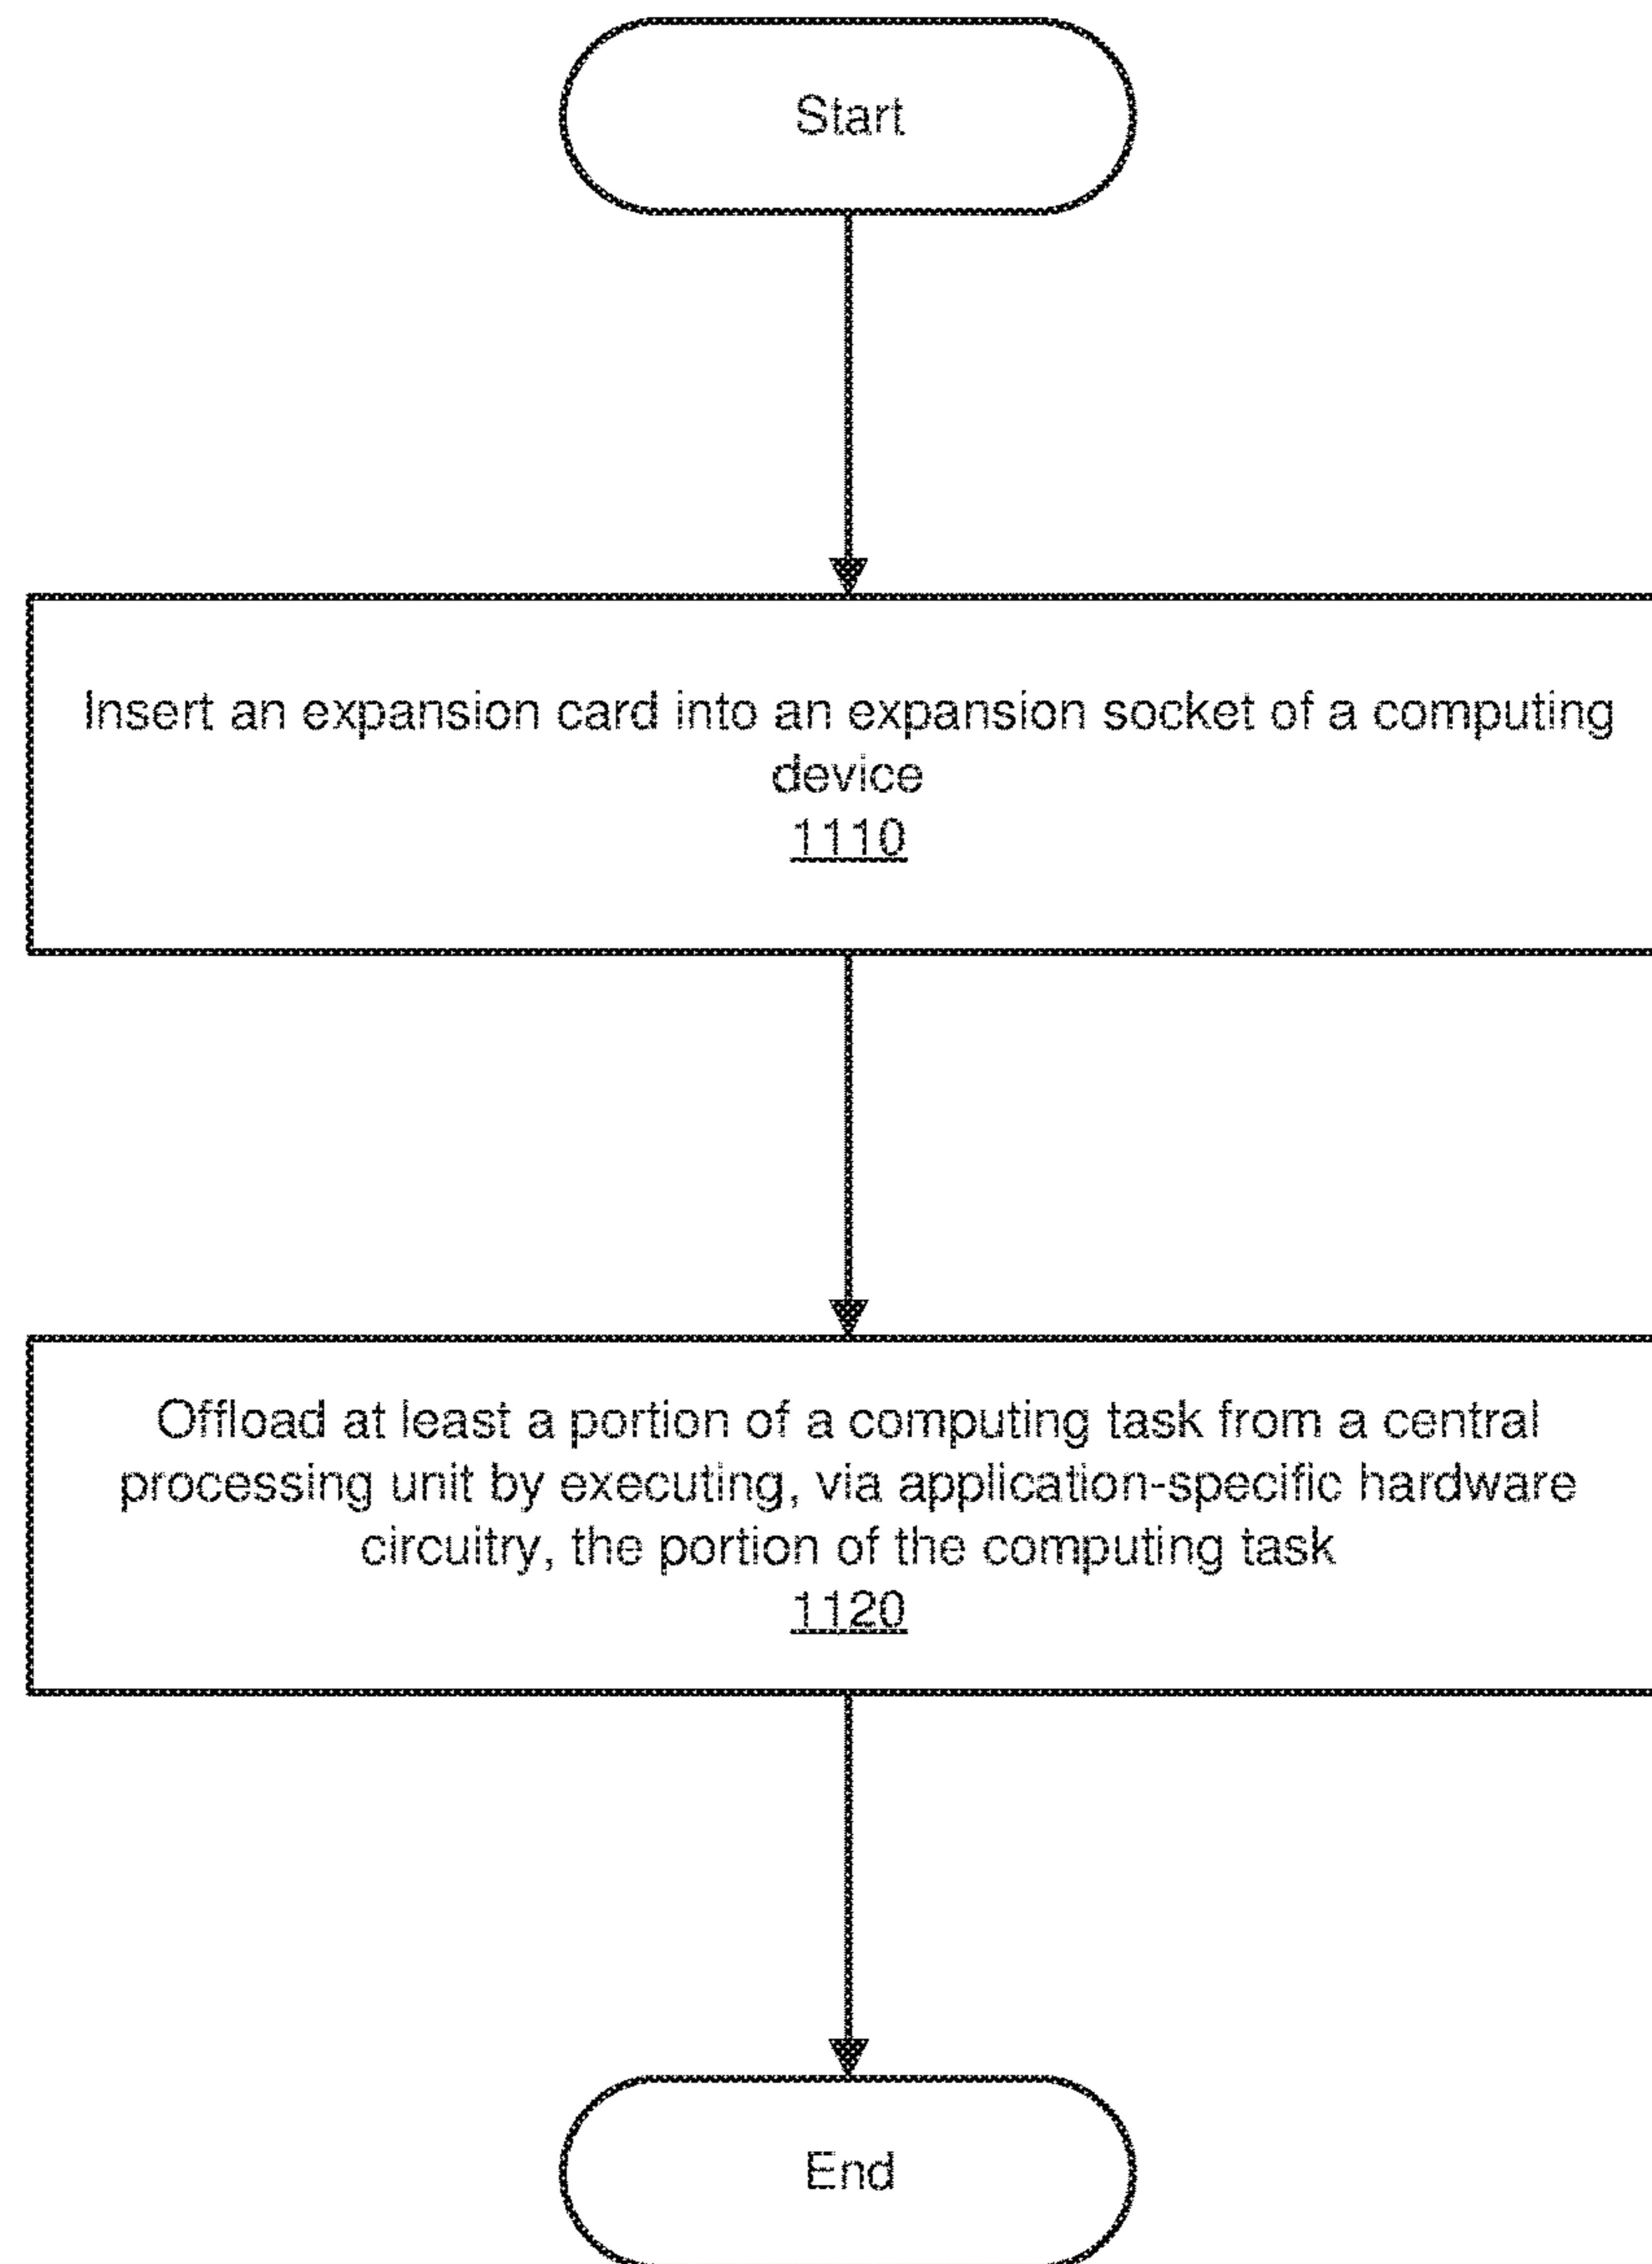 Start
Insert an expansion card into an expansion socket of a computing
device
1110
Offload at least a portion of a computing task from a central
processing unit by executing, via application-specific hardware
circuitry, the portion of the computing task
1120
End